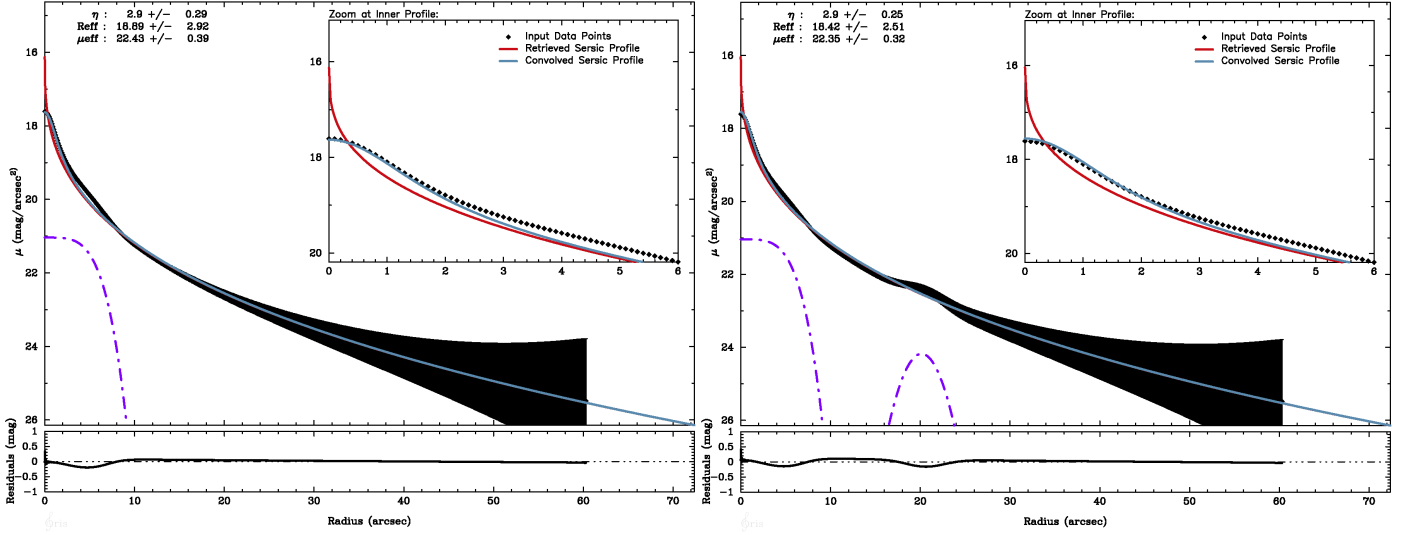 η : 2.9 +/− 0.29
Reff : 18.89 +/− 2.92
μeff : 22.43 +/− 0.39
Zoom at Inner Profile:
Input Data Points
Retrieved Sersic Profile
Convolved Sersic Profile
16
18
20
0 1 2 3 4 5 6
16
18
20
22
24
26
μ (mag/arcsec²)
1
0.5
0
−0.5
−1
Residuals (mag)
0 10 20 30 40 50 60 70
Radius (arcsec)
η : 2.9 +/− 0.25
Reff : 18.42 +/− 2.51
μeff : 22.35 +/− 0.32
Zoom at Inner Profile:
Input Data Points
Retrieved Sersic Profile
Convolved Sersic Profile
16
18
20
0 1 2 3 4 5 6
16
18
20
22
24
26
μ (mag/arcsec²)
1
0.5
0
−0.5
−1
Residuals (mag)
0 10 20 30 40 50 60 70
Radius (arcsec)